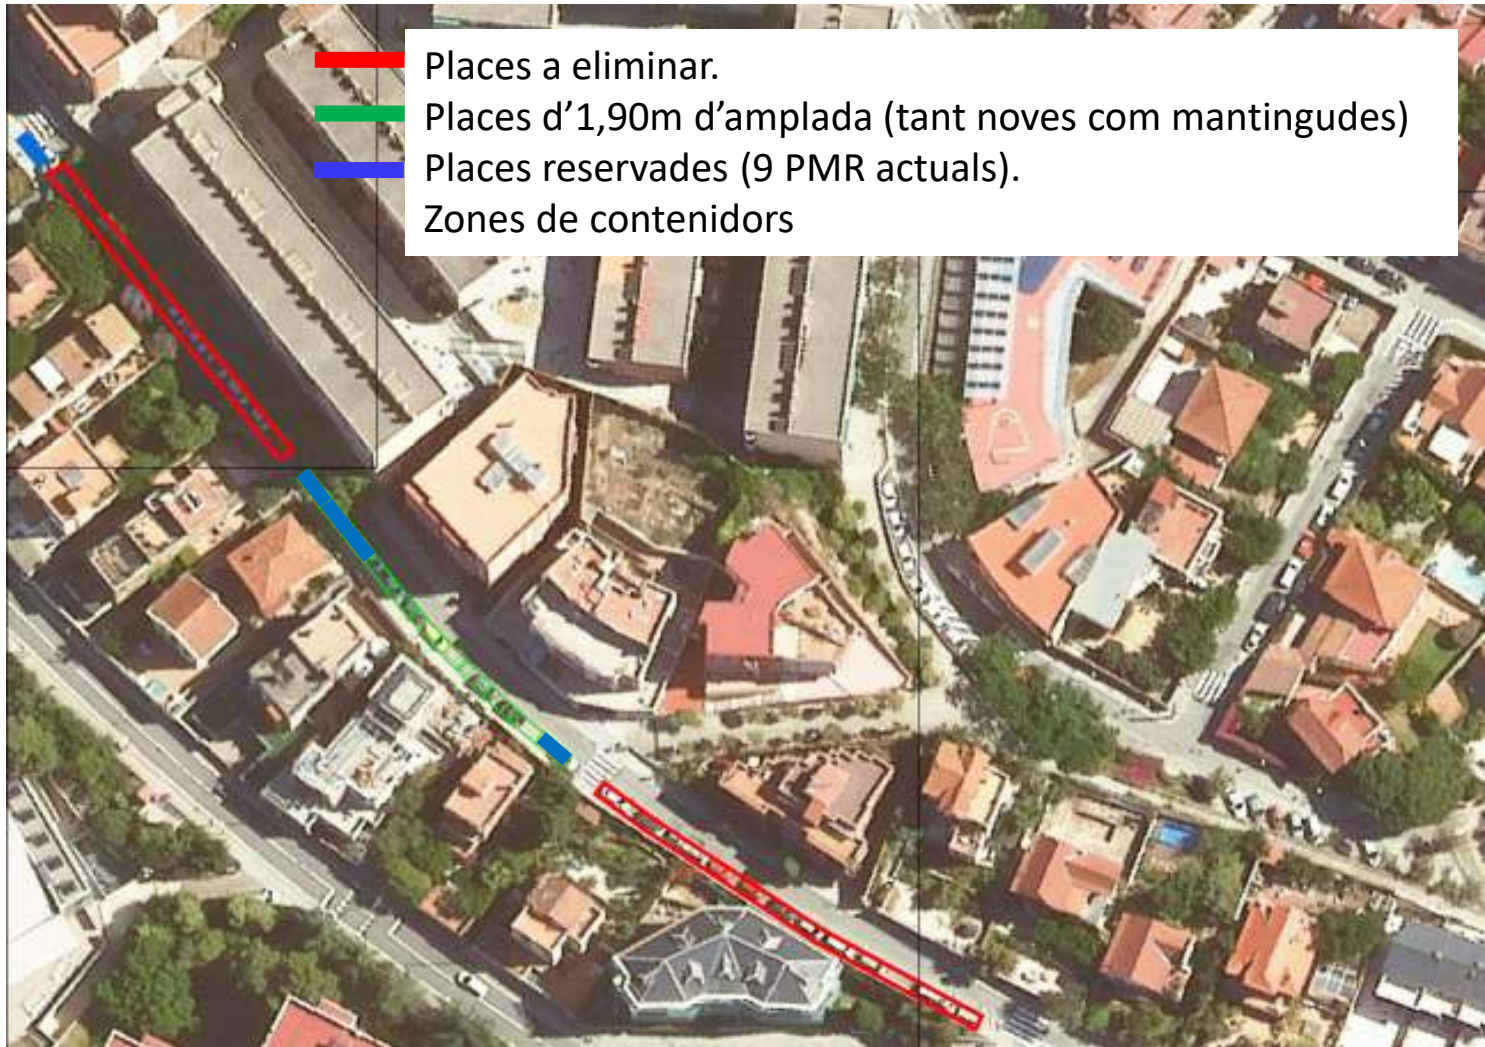 Places a eliminar.
Places d’1,90m d’amplada (tant noves com mantingudes)
Places reservades (9 PMR actuals).
Zones de contenidors